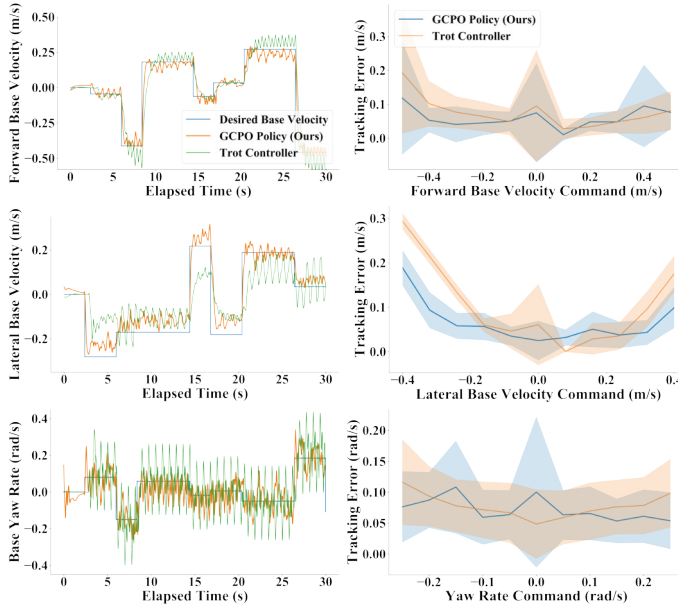 Forward Base Velocity (m/s)
0.50
0.25
0.00
−0.25
−0.50
Desired Base Velocity
GCPO Policy (Ours)
Trot Controller
0 5 10 15 20 25 30
Elapsed Time (s)
Tracking Error (m/s)
0.3
0.2
0.1
0.0
GCPO Policy (Ours)
Trot Controller
−0.4 −0.2 0.0 0.2 0.4
Forward Base Velocity Command (m/s)
Lateral Base Velocity (m/s)
0.2
0.0
−0.2
0 5 10 15 20 25 30
Elapsed Time (s)
Tracking Error (m/s)
0.3
0.2
0.1
0.0
−0.4 −0.2 0.0 0.2 0.4
Lateral Base Velocity Command (m/s)
Base Yaw Rate (rad/s)
0.4
0.2
0.0
−0.2
−0.4
0 5 10 15 20 25 30
Elapsed Time (s)
Tracking Error (rad/s)
0.20
0.15
0.10
0.05
0.00
−0.2 −0.1 0.0 0.1 0.2
Yaw Rate Command (rad/s)